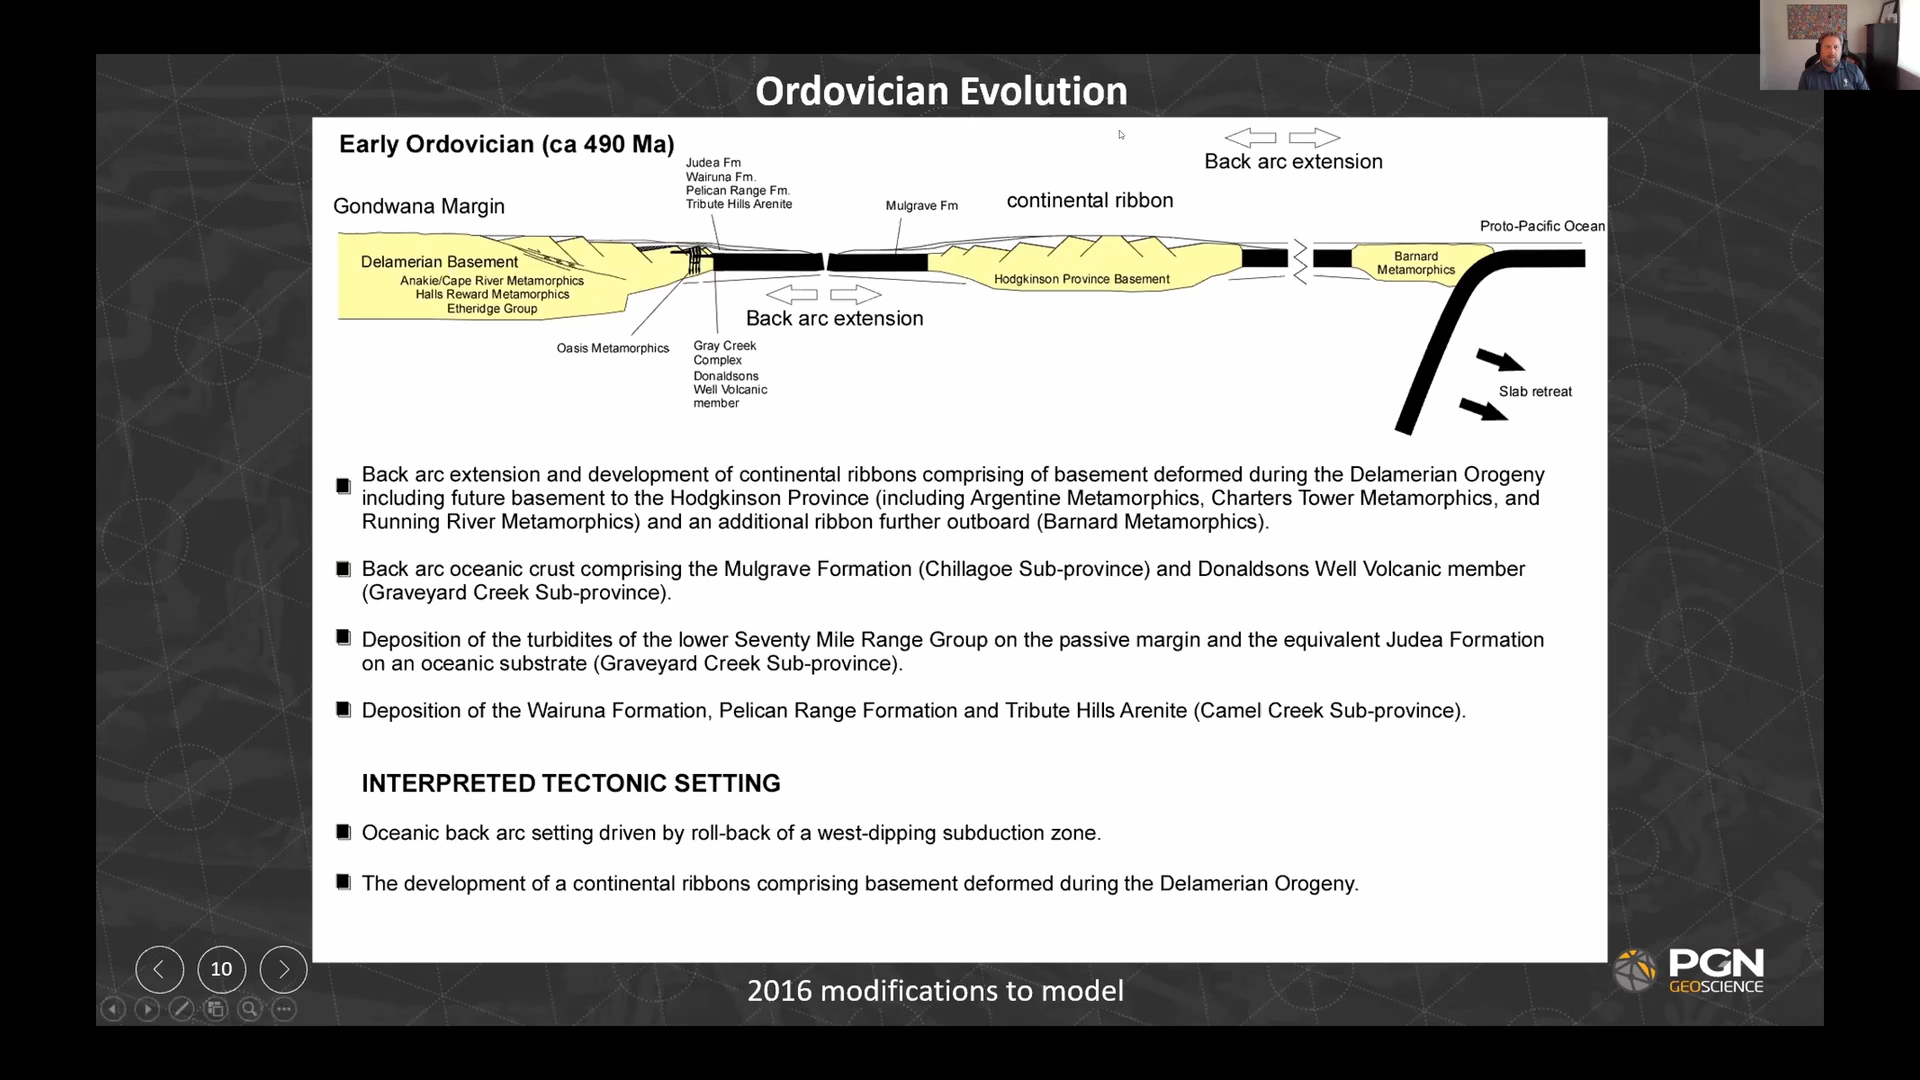 Ordovician Evolution
Early Ordovician (ca 490 Ma)
Back arc extension
Judea Fm
Wairuna Fm.
Pelican Range Fm.
Tribute Hills Arenite
Gondwana Margin
Mulgrave Fm
continental ribbon
Proto-Pacific Ocean
Delamerian Basement
Anakie/Cape River Metamorphics
Halls Reward Metamorphics
Etheridge Group
Hodgkinson Province Basement
Barnard
Metamorphics
Back arc extension
Oasis Metamorphics
Gray Creek
Complex
Donaldsons
Well Volcanic
member
Slab retreat
Back arc extension and development of continental ribbons comprising of basement deformed during the Delamerian Orogeny
including future basement to the Hodgkinson Province (including Argentine Metamorphics, Charters Tower Metamorphics, and
Running River Metamorphics) and an additional ribbon further outboard (Barnard Metamorphics).
Back arc oceanic crust comprising the Mulgrave Formation (Chillagoe Sub-province) and Donaldsons Well Volcanic member
(Graveyard Creek Sub-province).
Deposition of the turbidites of the lower Seventy Mile Range Group on the passive margin and the equivalent Judea Formation
on an oceanic substrate (Graveyard Creek Sub-province).
Deposition of the Wairuna Formation, Pelican Range Formation and Tribute Hills Arenite (Camel Creek Sub-province).
INTERPRETED TECTONIC SETTING
Oceanic back arc setting driven by roll-back of a west-dipping subduction zone.
The development of a continental ribbons comprising basement deformed during the Delamerian Orogeny.
10
2016 modifications to model
PGN
GEOSCIENCE